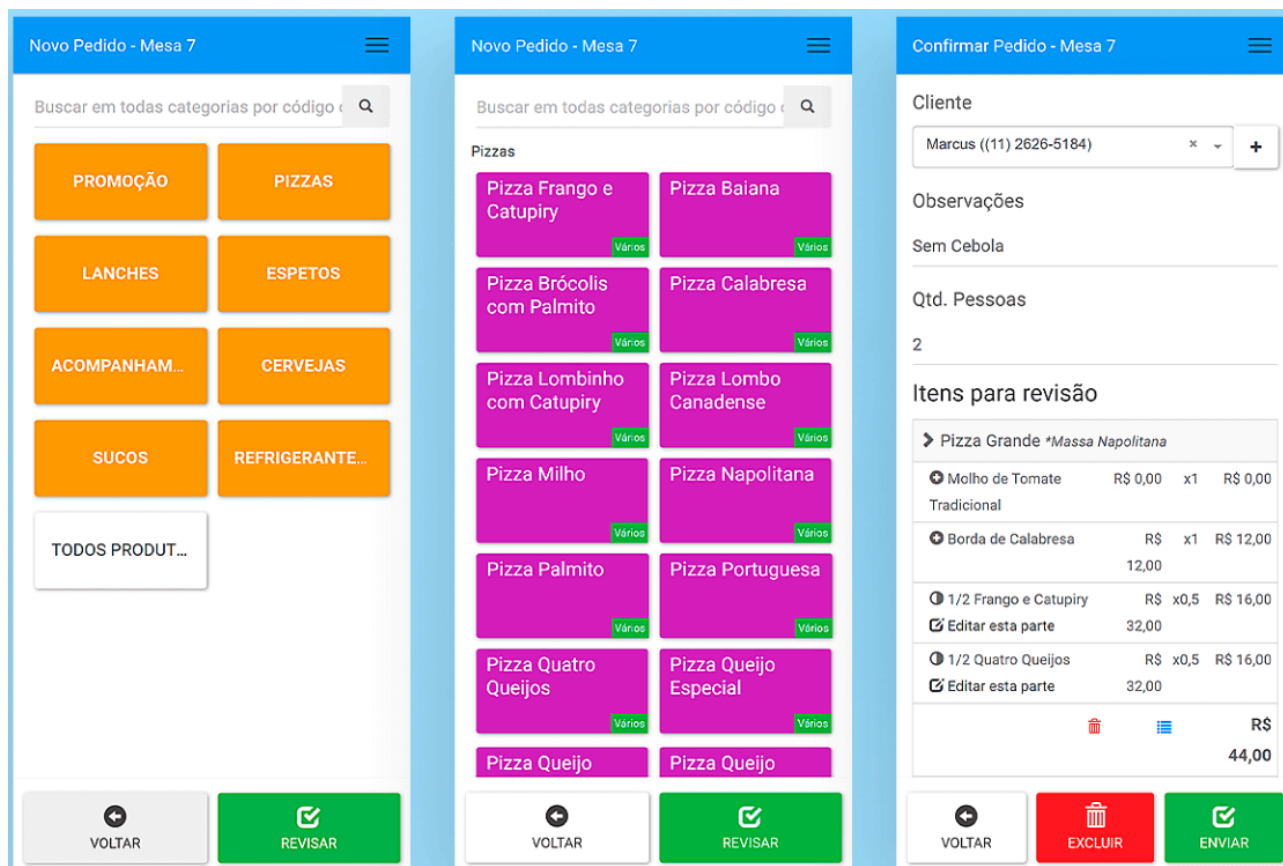 Novo Pedido - Mesa 7
Buscar em todas categorias por código
PROMOÇÃO
PIZZAS
LANCHES
ESPETOS
ACOMPANHAM...
CERVEJAS
SUCOS
REFRIGERANTE...
TODOS PRODUT...
VOLTAR
REVISAR
Novo Pedido - Mesa 7
Buscar em todas categorias por código
Pizzas
Pizza Frango e
Catupiry
Vários
Pizza Baiana
Vários
Pizza Brócolis
com Palmito
Vários
Pizza Calabresa
Vários
Pizza Lombinho
com Catupiry
Vários
Pizza Lombo
Canadense
Vários
Pizza Milho
Vários
Pizza Napolitana
Vários
Pizza Palmito
Vários
Pizza Portuguesa
Vários
Pizza Quatro
Queijos
Vários
Pizza Queijo
Especial
Vários
Pizza Queijo
Pizza Queijo
VOLTAR
REVISAR
Confirmar Pedido - Mesa 7
Cliente
Marcus ((11) 2626-5184)
Observações
Sem Cebola
Qtd. Pessoas
2
Itens para revisão
Pizza Grande *Massa Napolitana
Molho de Tomate R$ 0,00 x1 R$ 0,00
Tradicional
Borda de Calabresa R$ x1 R$ 12,00
12,00
1/2 Frango e Catupiry R$ x0,5 R$ 16,00
Editar esta parte 32,00
1/2 Quatro Queijos R$ x0,5 R$ 16,00
Editar esta parte 32,00
R$
44,00
VOLTAR
EXCLUIR
ENVIAR